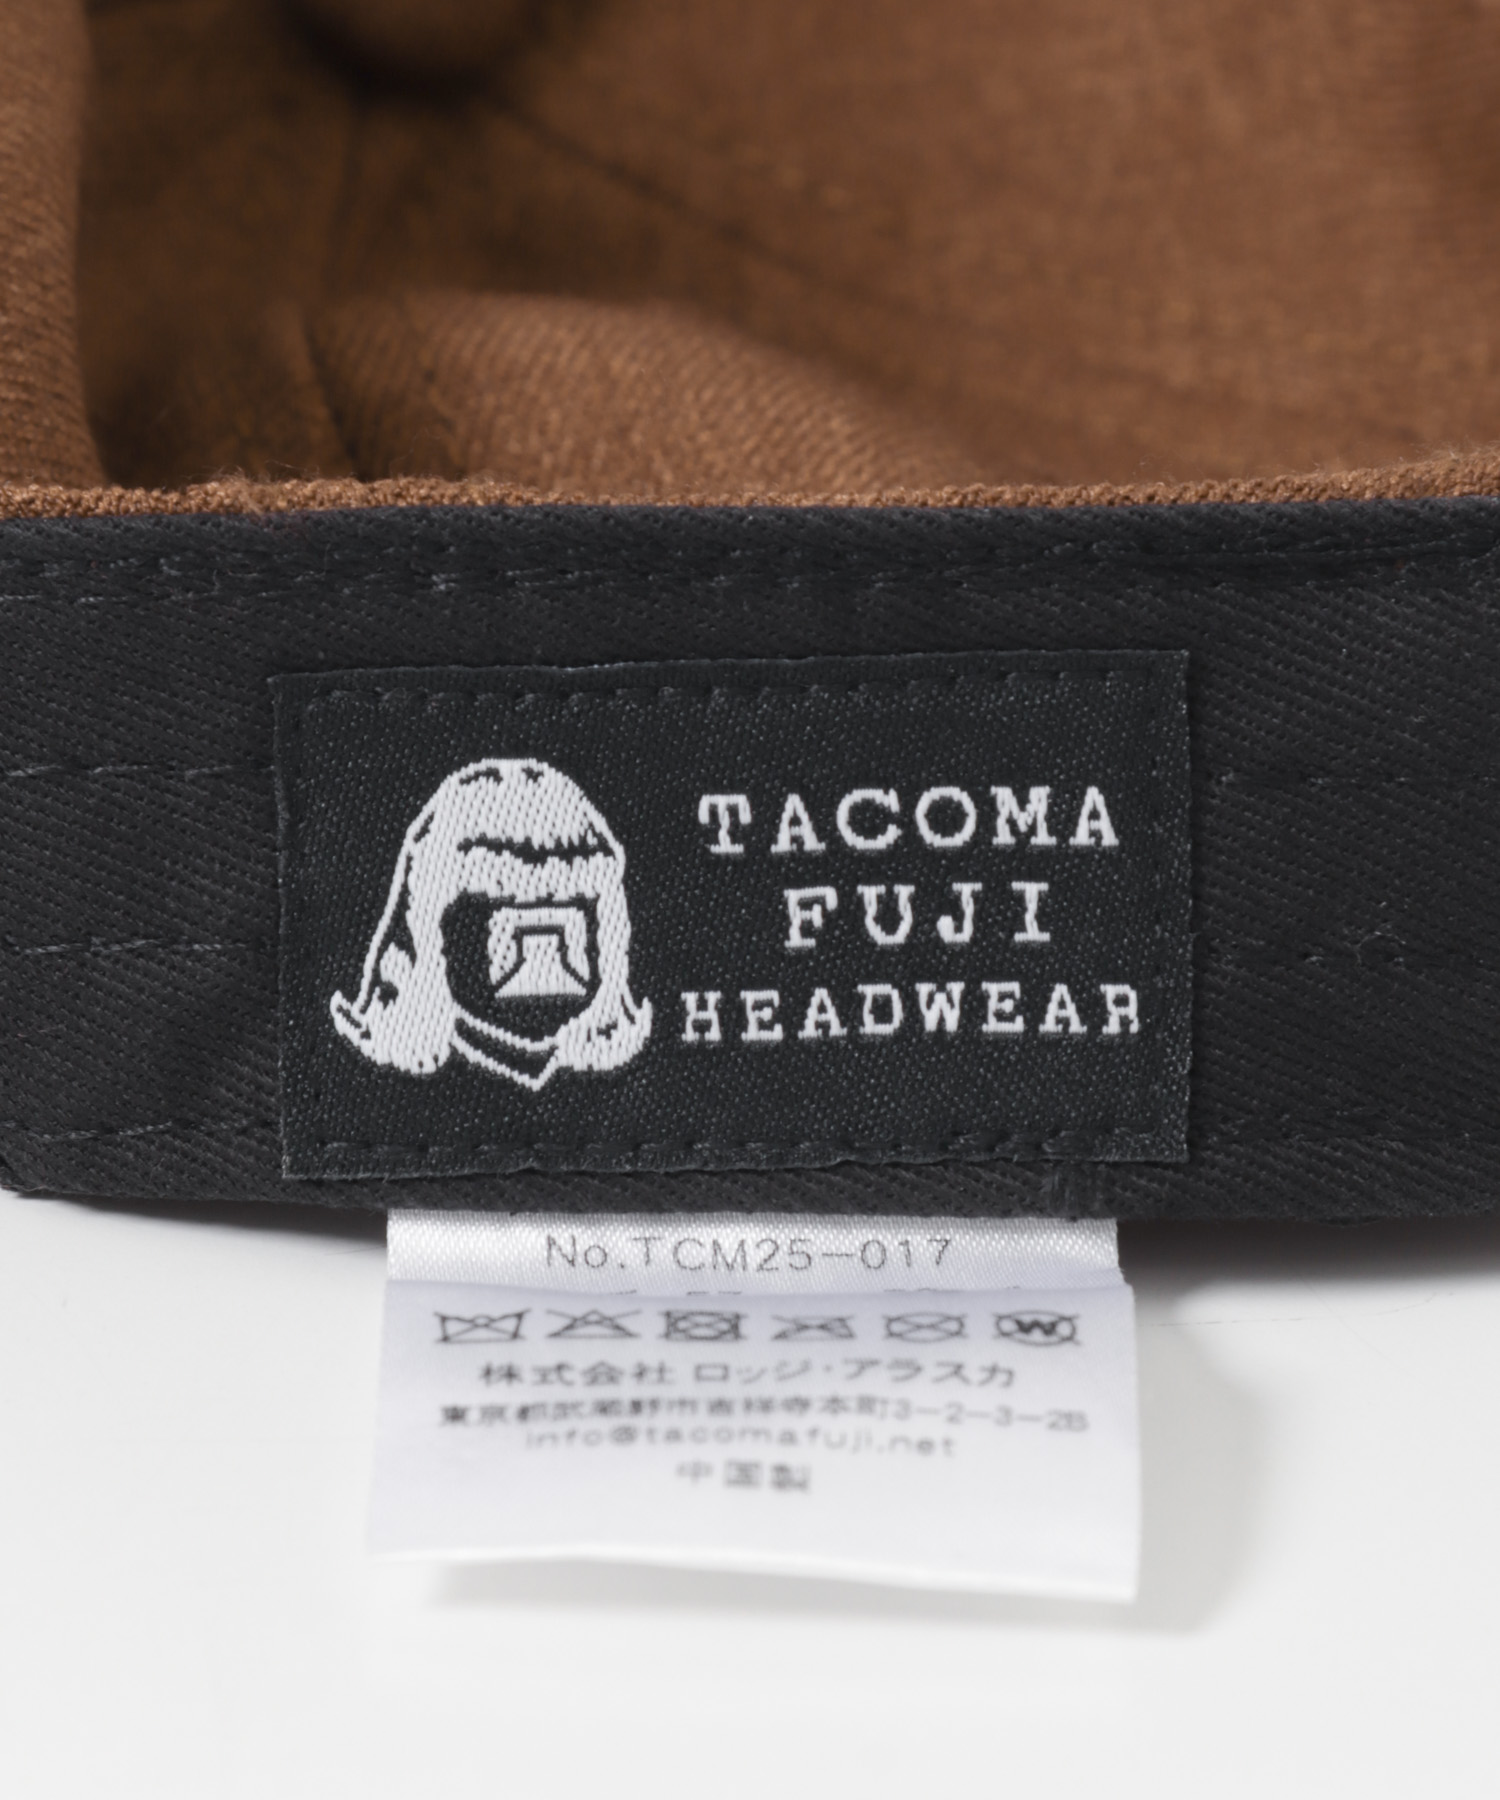 TACOMA
FUJI
HEADWEAR
No.TCM25-017
W
株式会社 ロッジ・アラスカ
東京都武蔵野市吉祥寺本町3-2-3-2B
info@tacomafuji.net
中国製